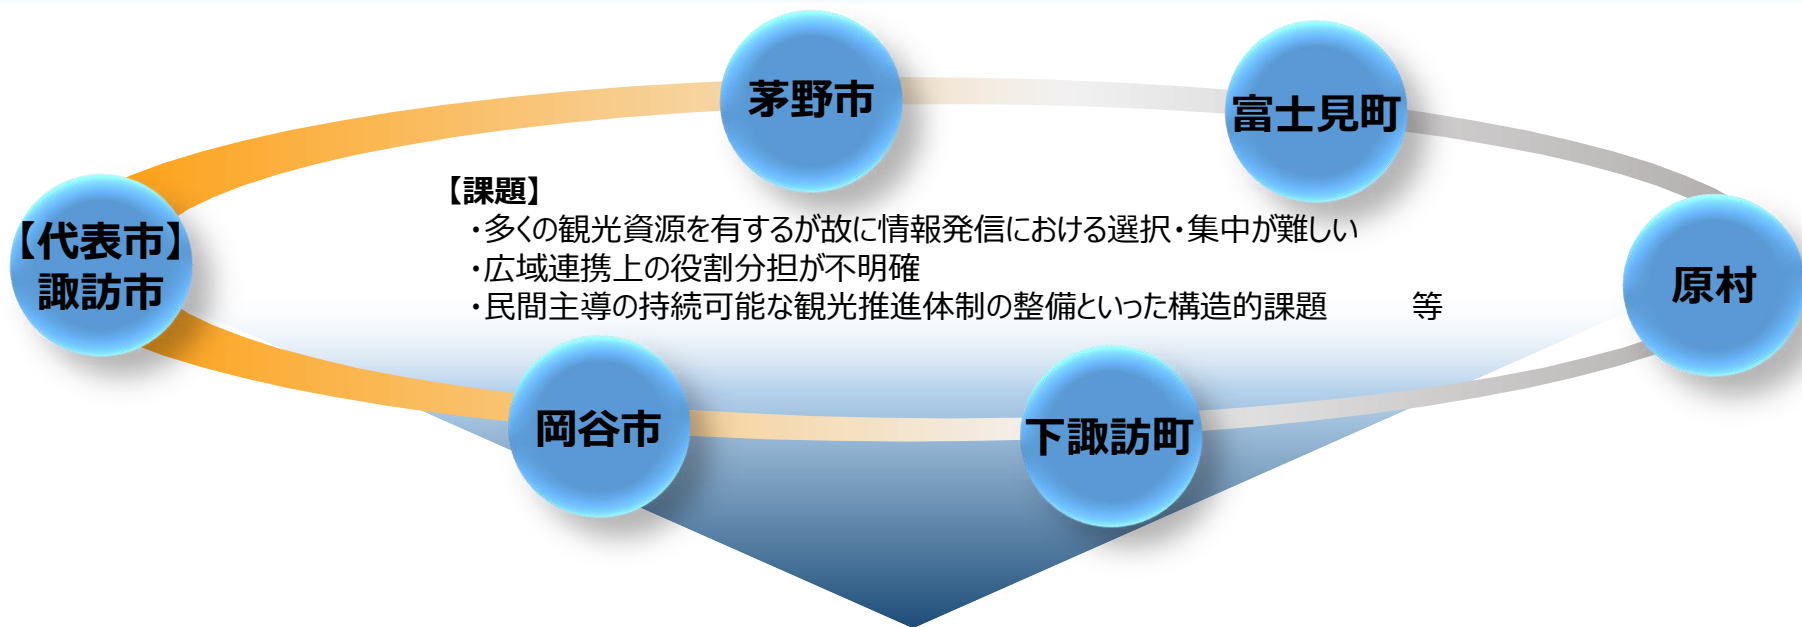 茅野市
富士見町
【代表市】
諏訪市
【課題】
・多くの観光資源を有するが故に情報発信における選択・集中が難しい
・広域連携上の役割分担が不明確
・民間主導の持続可能な観光推進体制の整備といった構造的課題　　　等
原村
岡谷市
下諏訪町